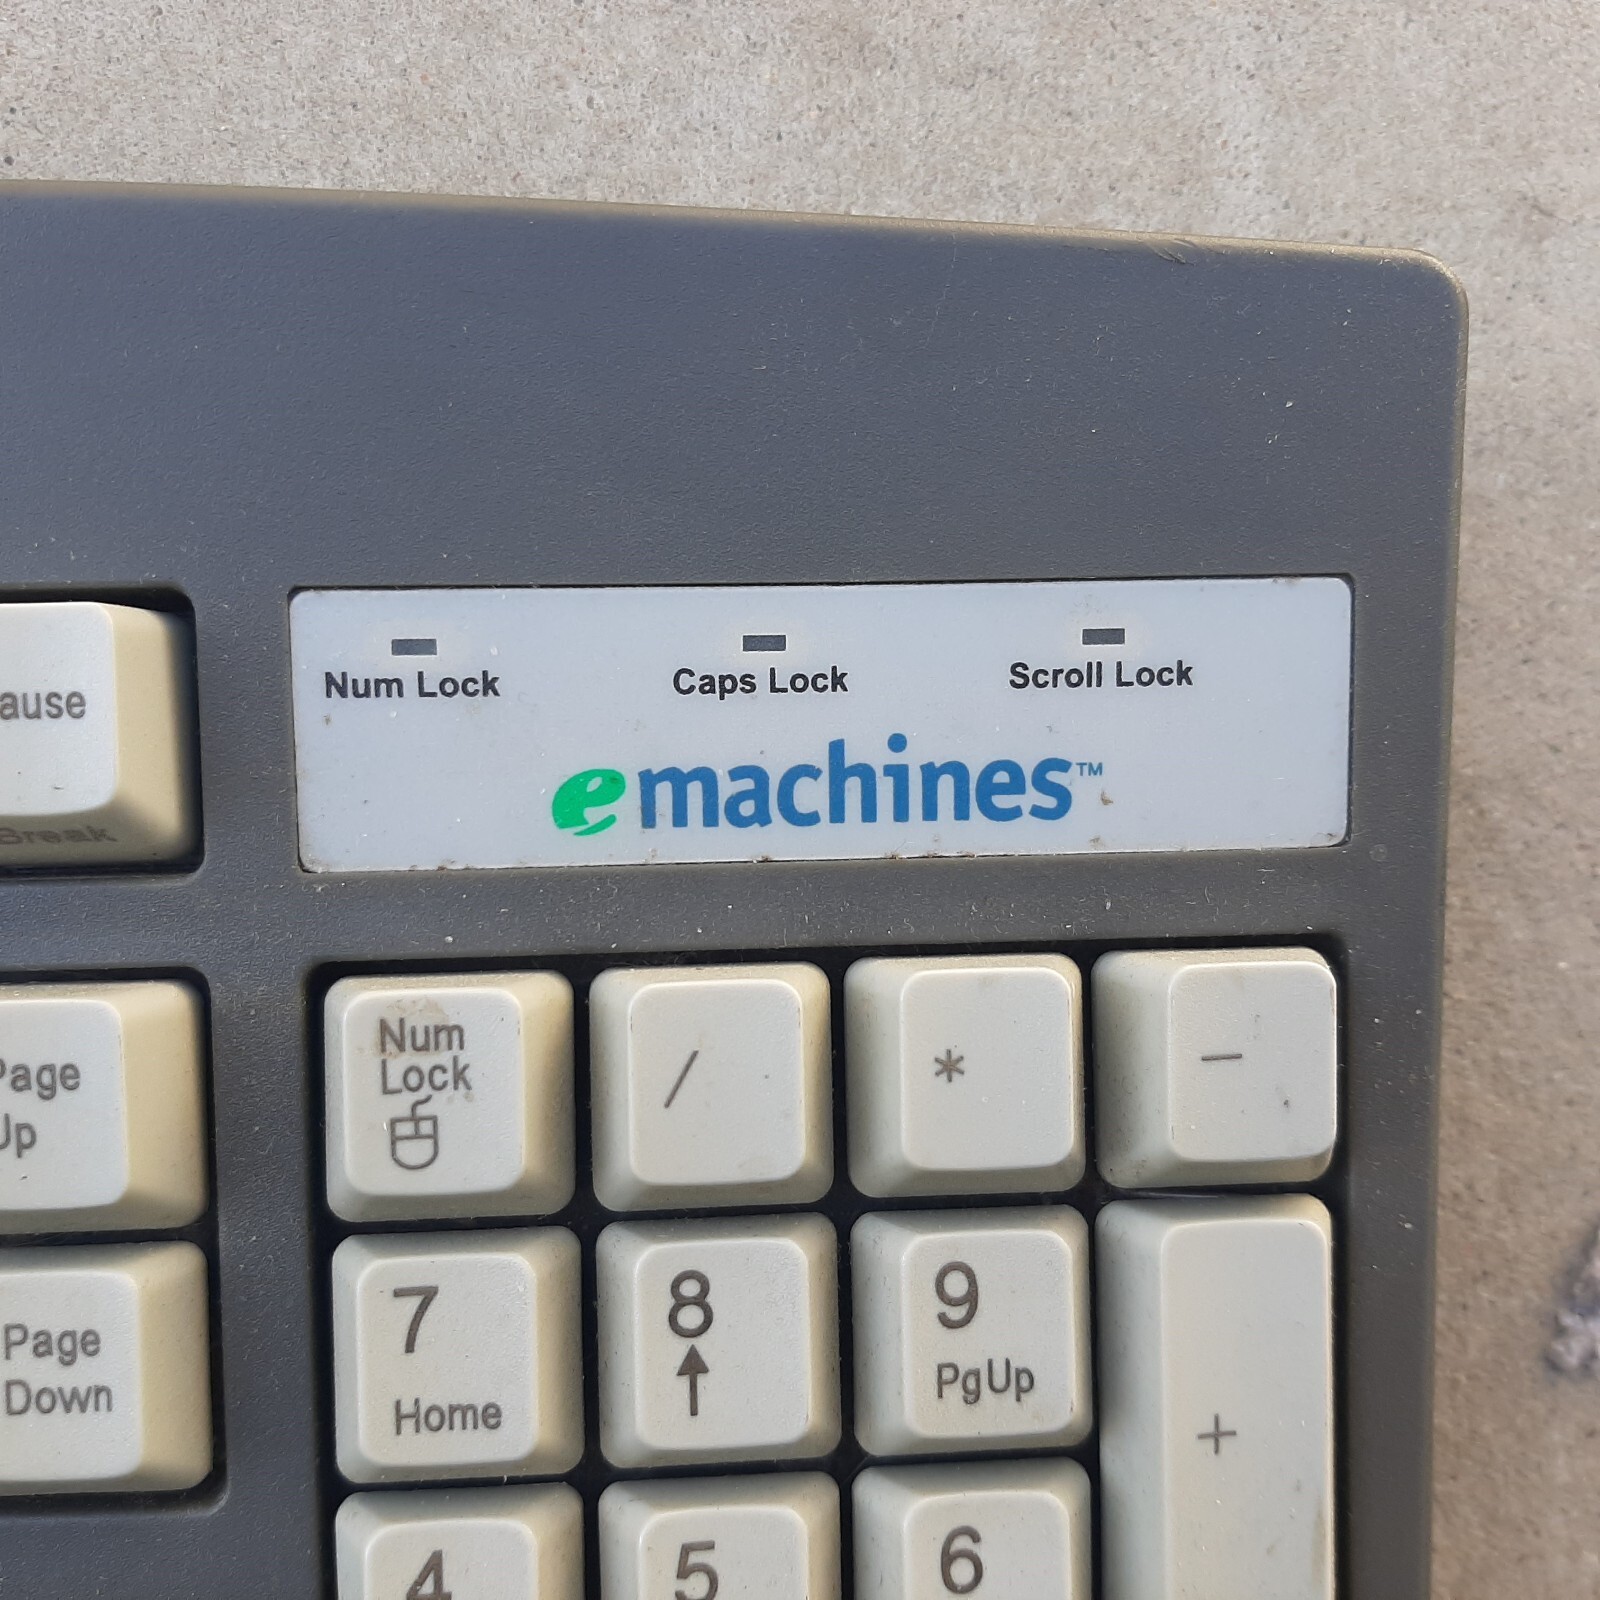 Num Lock Caps Lock Scroll Lock
emachines™
ause
Break
Num
Lock
/
*
-
Page
Up
7
Home
8
9
PgUp
+
Page
Down
4
5
6